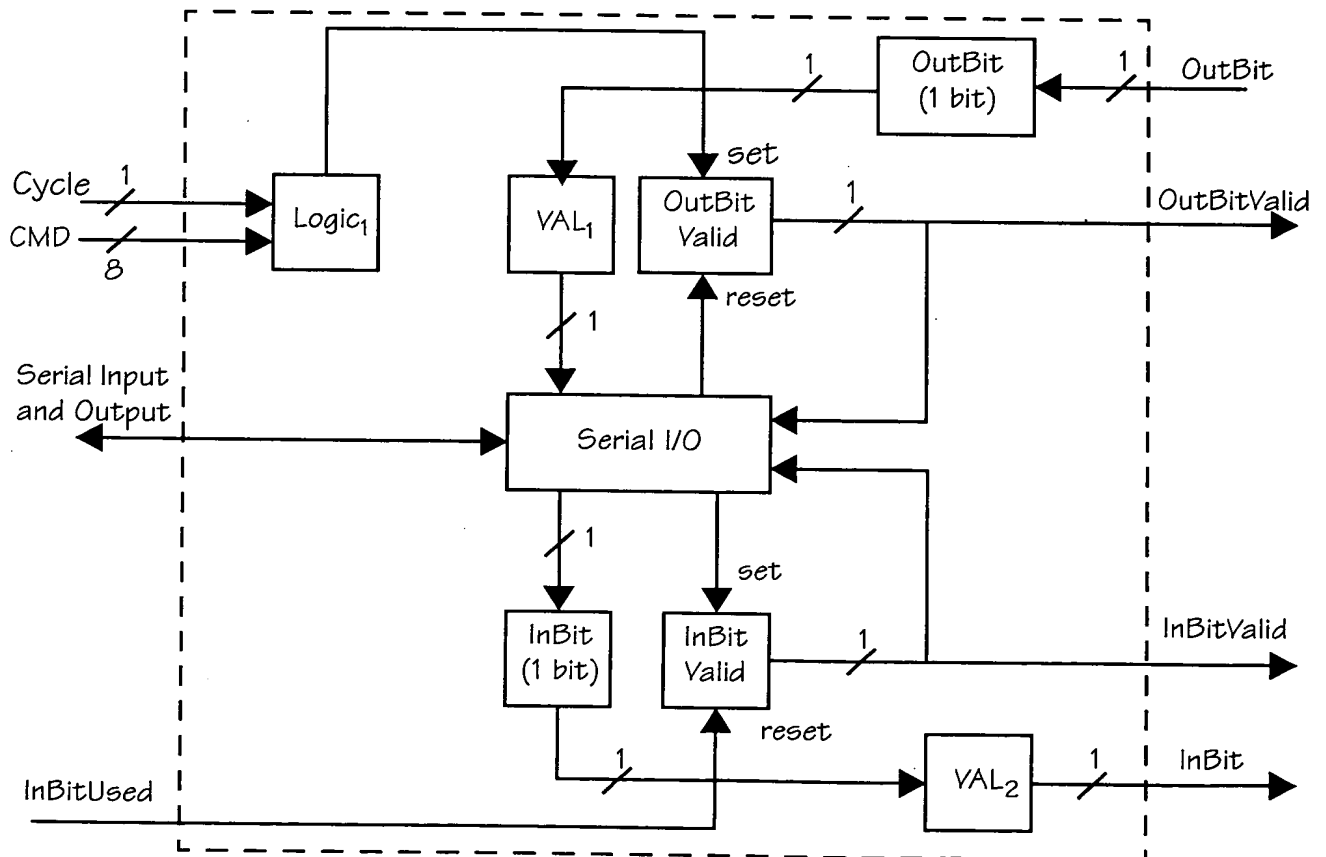 1
OutBit
(1 bit)
1
OutBit
set
Cycle
1
Logic₁
VAL₁
OutBit
Valid
1
OutBitValid
CMD
8
reset
1
Serial Input
and Output
Serial I/O
1
set
InBit
(1 bit)
InBit
Valid
1
InBitValid
reset
1
VAL₂
1
InBit
InBitUsed